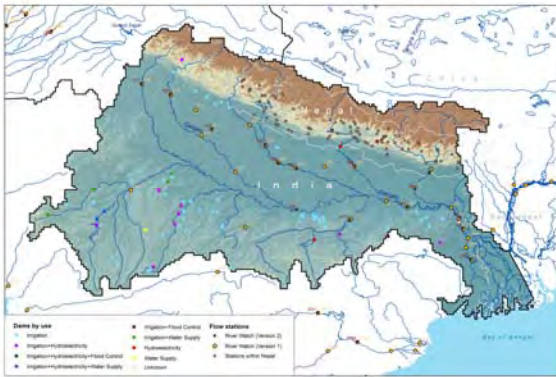 China
Nepal
India
Bangladesh
Bay of Bengal
Dams by use
Irrigation
Irrigation+Hydroelectricity
Irrigation+Hydroelectricity+Flood Control
Irrigation+Hydroelectricity+Water Supply
Irrigation+Flood Control
Irrigation+Water Supply
Hydroelectricity
Water Supply
Unknown
Flow stations
River Watch (Version 2)
River Watch (Version 1)
Stations within Nepal